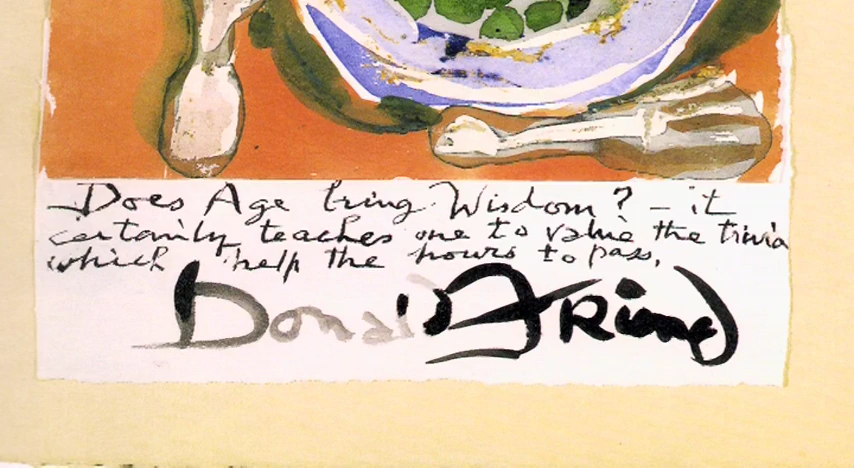 Does Age bring Wisdom? – it
certainly teaches one to value the trivia
which help the hours to pass.
Donald Friend